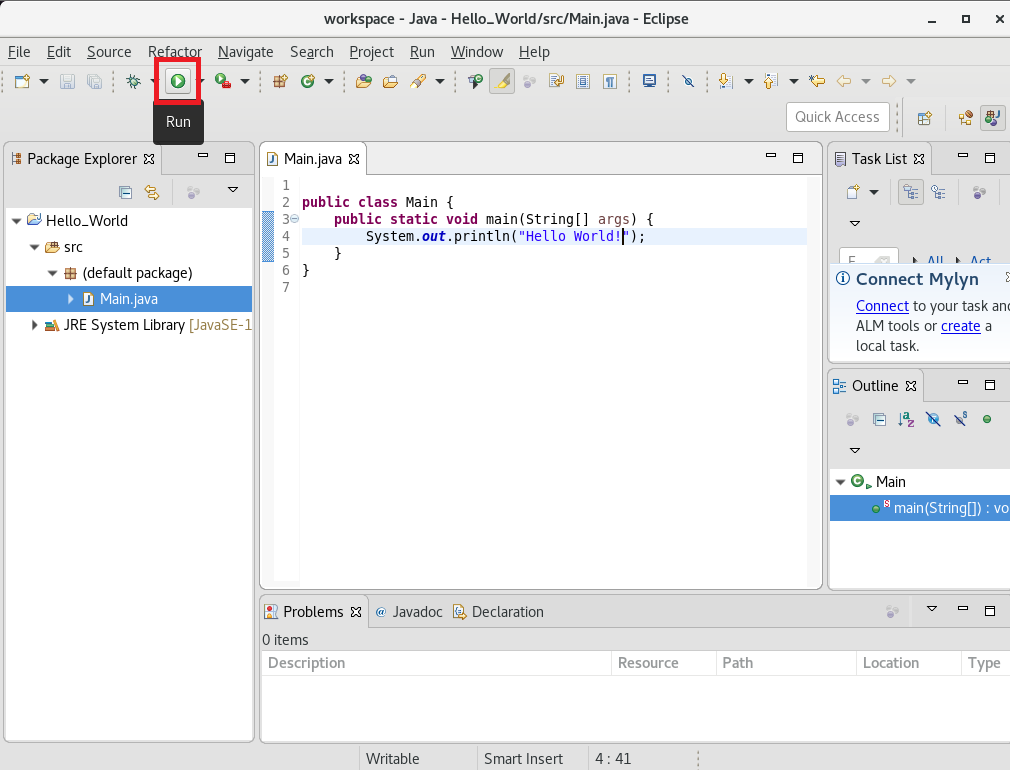 workspace - Java - Hello_World/src/Main.java - Eclipse
File Edit Source Refactor Navigate Search Project Run Window Help
Run
Quick Access
Package Explorer
Hello_World
src
(default package)
Main.java
JRE System Library [JavaSE-1
Main.java
1
2 public class Main {
3 public static void main(String[] args) {
4 System.out.println("Hello World!");
5 }
6 }
7
Task List
All Act
Connect Mylyn
Connect to your task and
ALM tools or create a
local task.
Outline
Main
main(String[]) : vo
Problems Javadoc Declaration
0 items
Description Resource Path Location Type
Writable Smart Insert 4 : 41